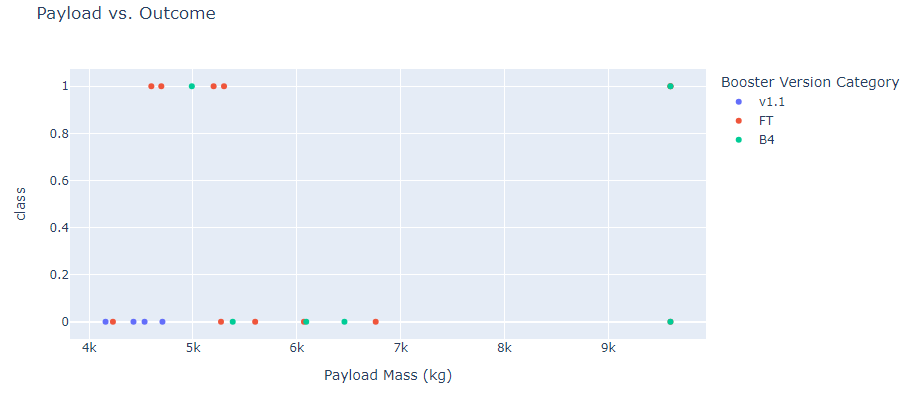 Payload vs. Outcome
Booster Version Category
v1.1
FT
B4
class
1
0.8
0.6
0.4
0.2
0
4k 5k 6k 7k 8k 9k
Payload Mass (kg)